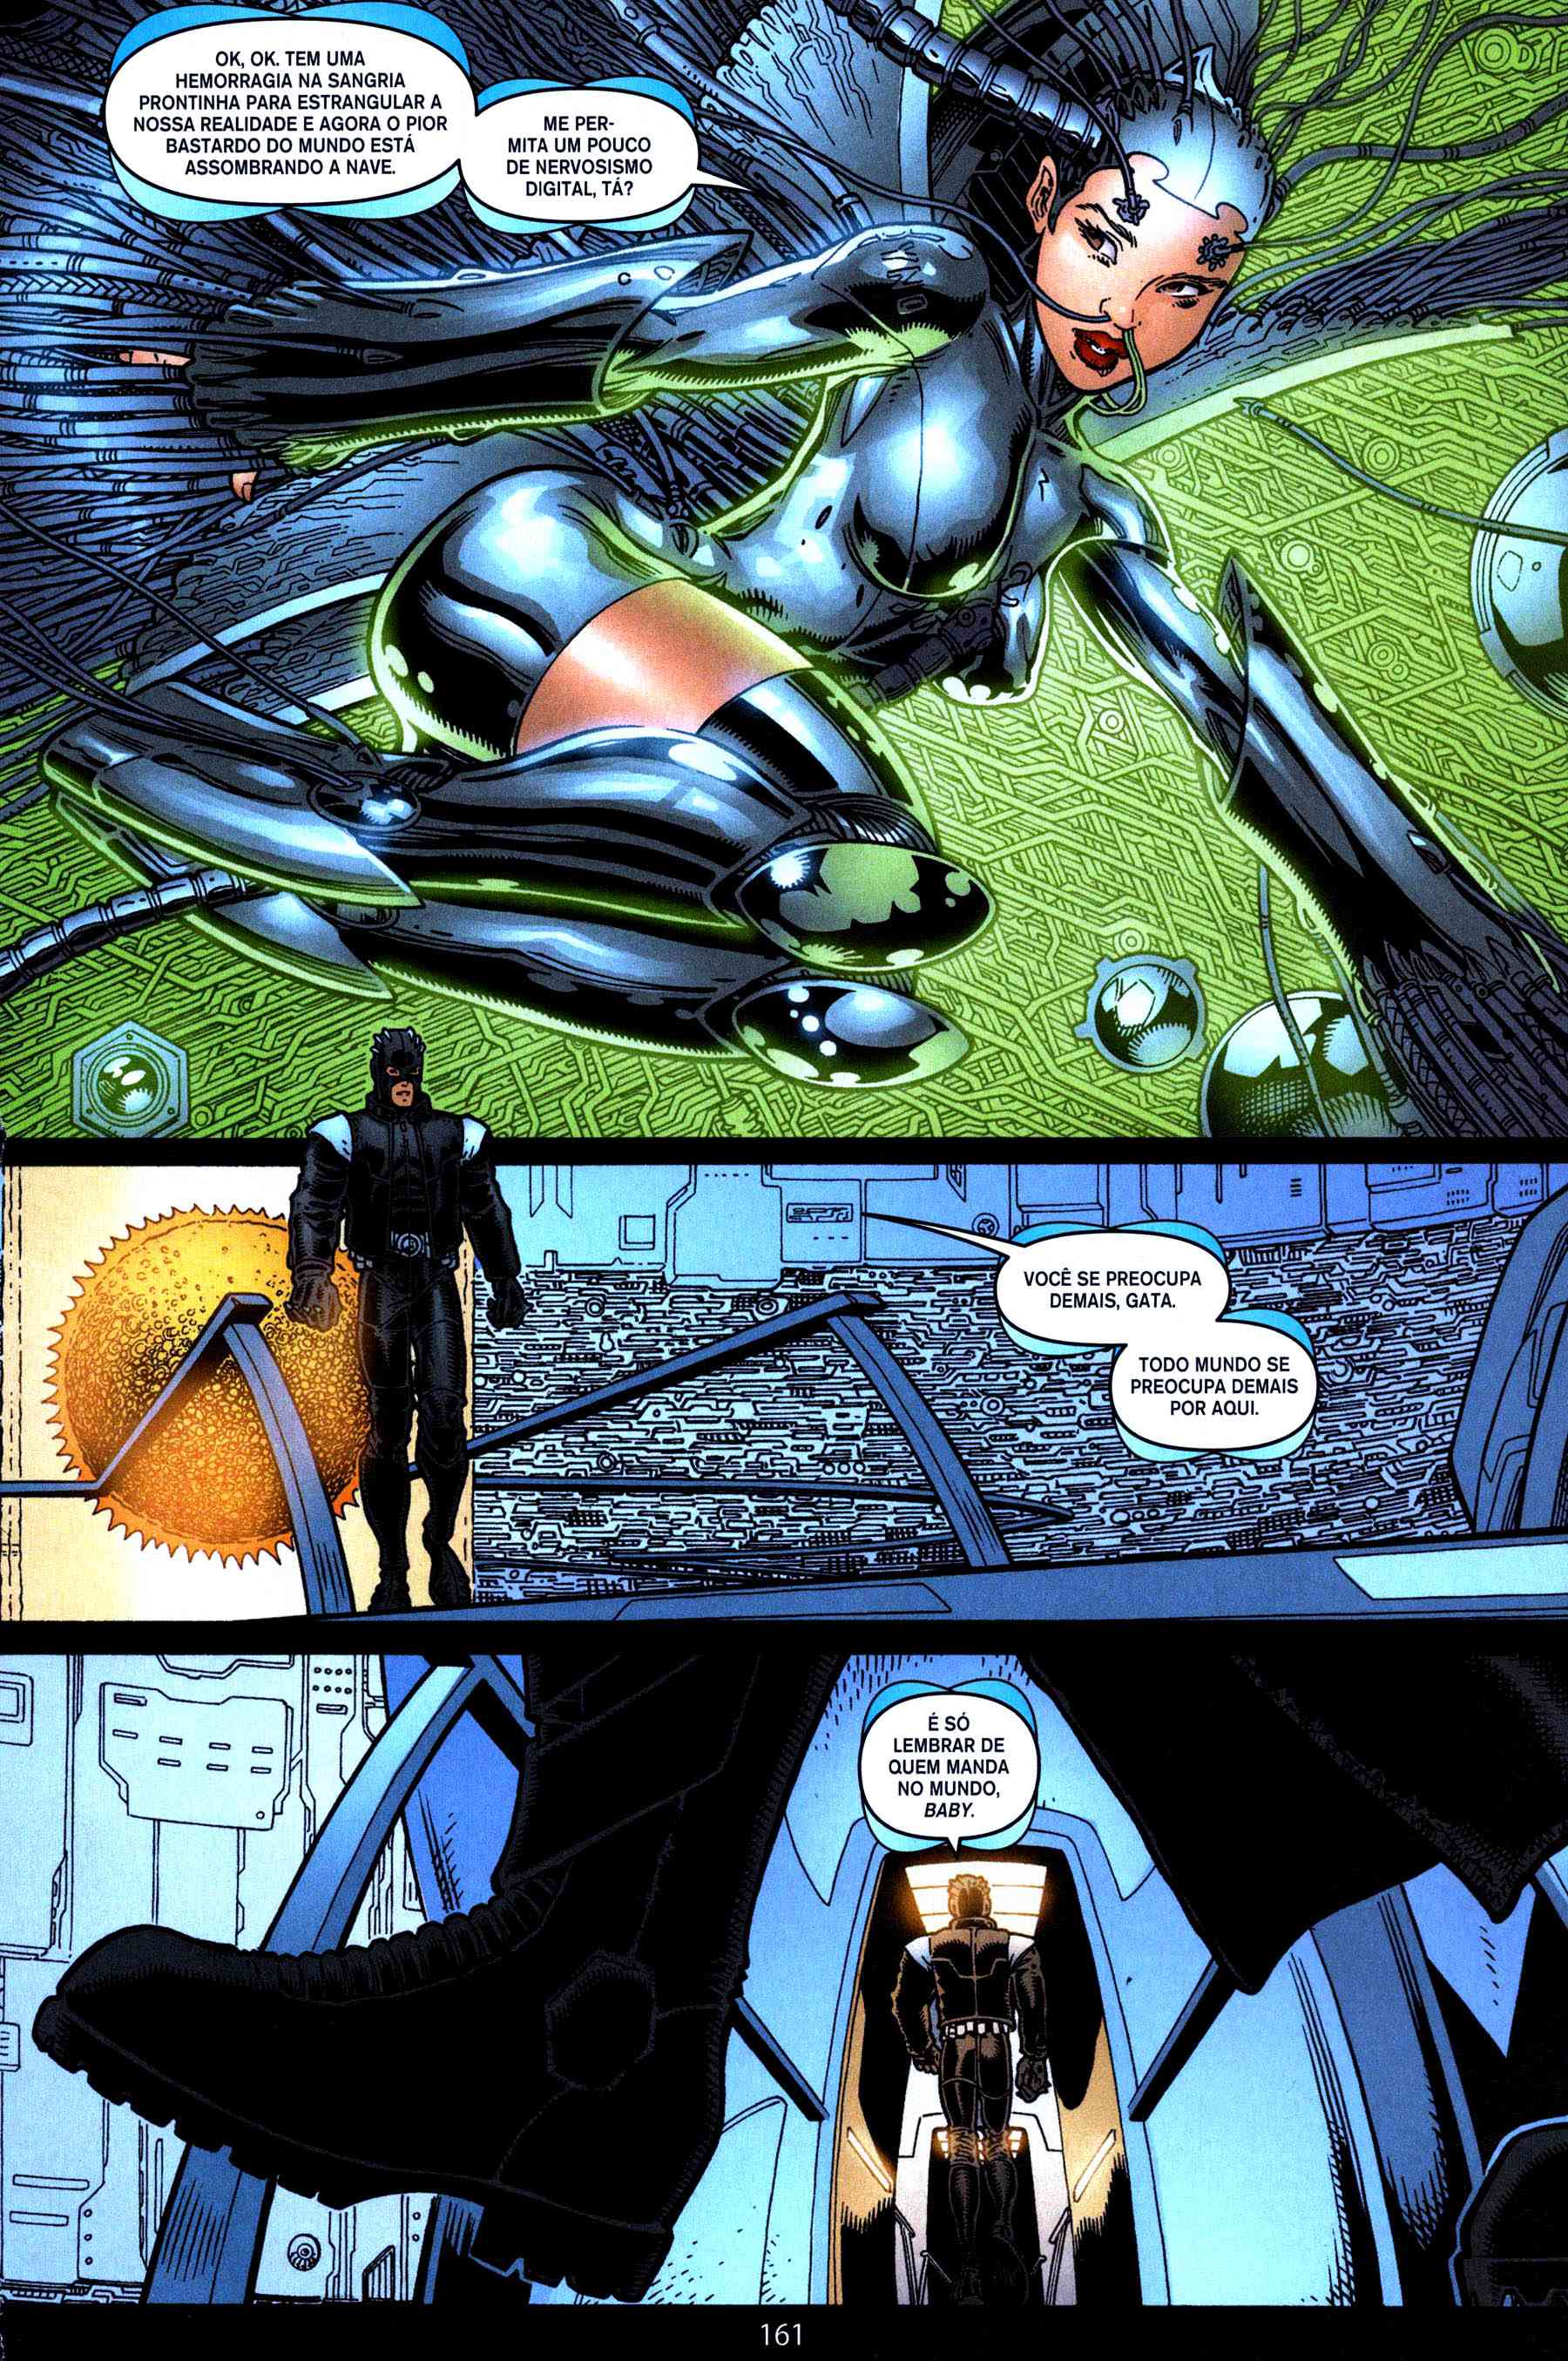 OK, OK. TEM UMA
HEMORRAGIA NA SANGRIA
PRONTINHA PARA ESTRANGULAR A
NOSSA REALIDADE E AGORA O PIOR
BASTARDO DO MUNDO ESTÁ
ASSOMBRANDO A NAVE.
ME PER-
MITA UM POUCO
DE NERVOSISMO
DIGITAL, TÁ?
VOCÊ SE PREOCUPA
DEMAIS, GATA.
TODO MUNDO SE
PREOCUPA DEMAIS
POR AQUI.
É SÓ
LEMBRAR DE
QUEM MANDA
NO MUNDO,
BABY.
161